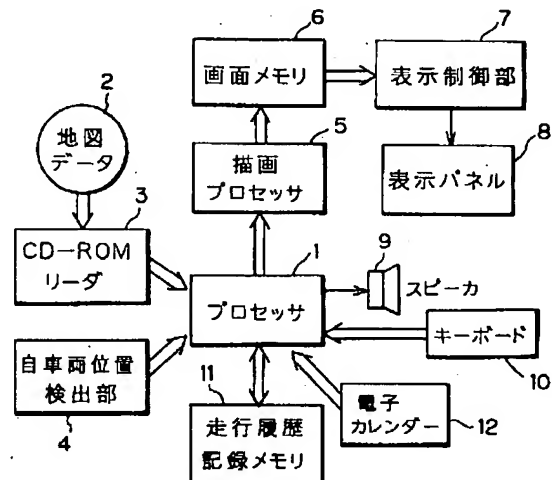 6
画面メモリ
7
表示制御部
2
地図
データ
5
描画
プロセッサ
8
表示パネル
3
CD-ROM
リーダ
1
プロセッサ
9
スピーカ
キーボード
10
自車両位置
検出部
4
11
走行履歴
記録メモリ
電子
カレンダー
12